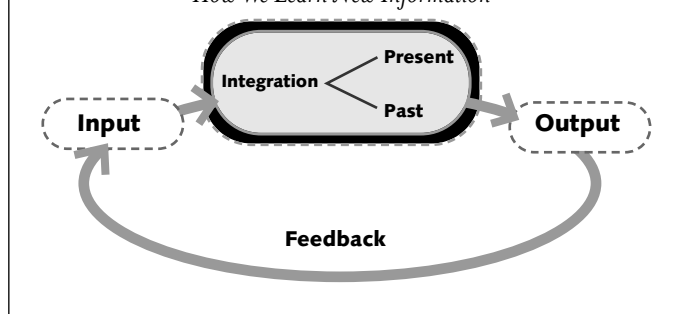 How We Learn New Information
Present
Integration
Past
Input
Output
Feedback